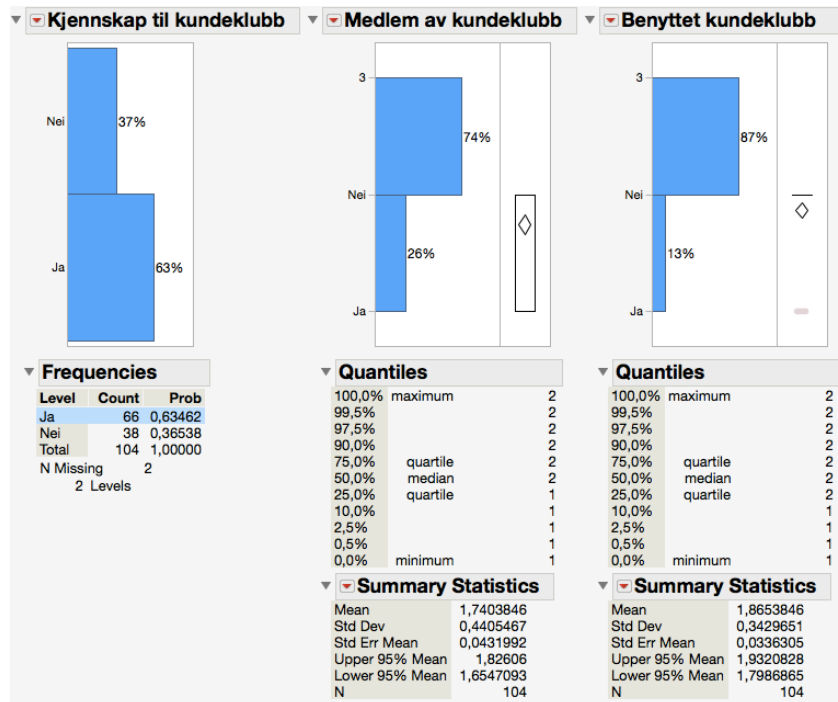 Kjennskap til kundeklubb
Nei
37%
Ja
63%
Frequencies
Level Count Prob
Ja 66 0,63462
Nei 38 0,36538
Total 104 1,00000
N Missing 2
2 Levels
Medlem av kundeklubb
3
74%
Nei
26%
Ja
Quantiles
100,0% maximum 2
99,5% 2
97,5% 2
90,0% 2
75,0% quartile 2
50,0% median 2
25,0% quartile 1
10,0% 1
2,5% 1
0,5% 1
0,0% minimum 1
Summary Statistics
Mean 1,7403846
Std Dev 0,4405467
Std Err Mean 0,0431992
Upper 95% Mean 1,82606
Lower 95% Mean 1,6547093
N 104
Benyttet kundeklubb
3
87%
Nei
13%
Ja
Quantiles
100,0% maximum 2
99,5% 2
97,5% 2
90,0% 2
75,0% quartile 2
50,0% median 2
25,0% quartile 2
10,0% 1
2,5% 1
0,5% 1
0,0% minimum 1
Summary Statistics
Mean 1,8653846
Std Dev 0,3429651
Std Err Mean 0,0336305
Upper 95% Mean 1,9320828
Lower 95% Mean 1,7986865
N 104